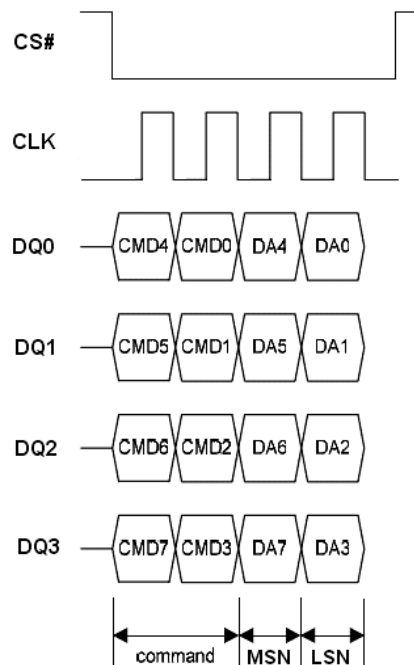 CS#
CLK
DQ0 CMD4 CMD0 DA4 DA0
DQ1 CMD5 CMD1 DA5 DA1
DQ2 CMD6 CMD2 DA6 DA2
DQ3 CMD7 CMD3 DA7 DA3
command MSN LSN